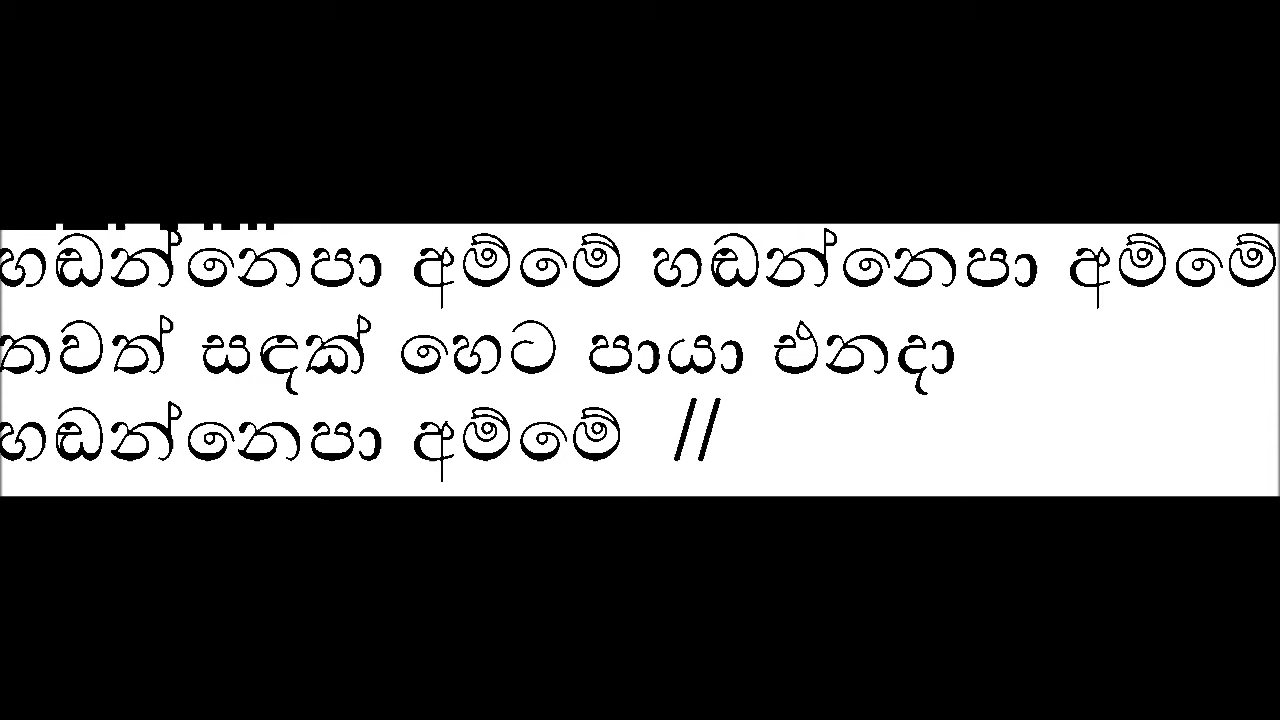 හඬන්නෙපා අම්මේ හඬන්නෙපා අම්මේ
තවත් සඳක් හෙට පායා එනදා
හඬන්නෙපා අම්මේ //